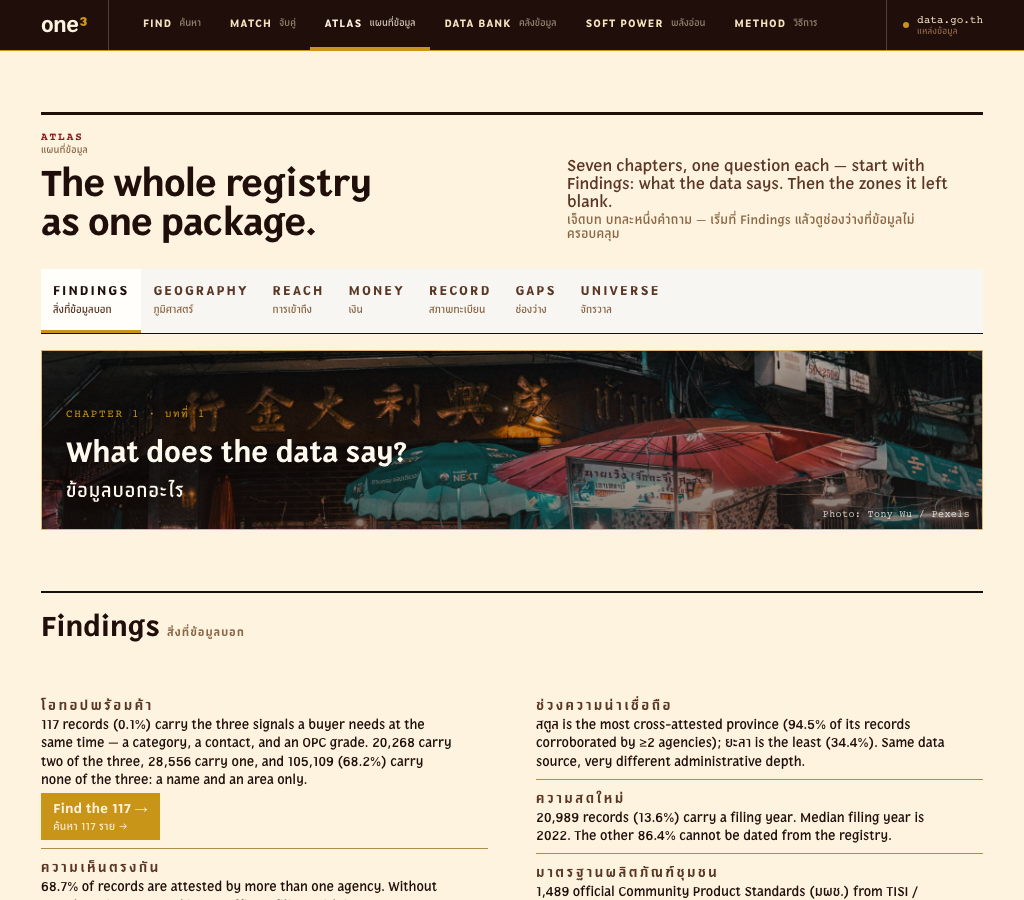 one³
FIND ค้นหา
MATCH จับคู่
ATLAS แผนที่ข้อมูล
DATA BANK คลังข้อมูล
SOFT POWER พลังอ่อน
METHOD วิธีการ
data.go.th
แหล่งข้อมูล
ATLAS
แผนที่ข้อมูล
The whole registry
as one package.
Seven chapters, one question each — start with
Findings: what the data says. Then the zones it left
blank.
เจ็ดบท บทละหนึ่งคำถาม — เริ่มที่ Findings แล้วดูช่องว่างที่ข้อมูลไม่
ครอบคลุม
FINDINGS
สิ่งที่ข้อมูลบอก
GEOGRAPHY
ภูมิศาสตร์
REACH
การเข้าถึง
MONEY
เงิน
RECORD
สภาพทะเบียน
GAPS
ช่องว่าง
UNIVERSE
จักรวาล
金大利興成
CHAPTER 1 · บทที่ 1
What does the data say?
ข้อมูลบอกอะไร
NEXT
Photo: Tony Wu / Pexels
Findings สิ่งที่ข้อมูลบอก
โอทอปพร้อมค้า
117 records (0.1%) carry the three signals a buyer needs at the
same time — a category, a contact, and an OPC grade. 20,268 carry
two of the three, 28,556 carry one, and 105,109 (68.2%) carry
none of the three: a name and an area only.
Find the 117 →
ค้นหา 117 ราย →
ความเห็นตรงกัน
68.7% of records are attested by more than one agency. Without
ช่วงความน่าเชื่อถือ
สตูล is the most cross-attested province (94.5% of its records
corroborated by ≥2 agencies); ยะลา is the least (34.4%). Same data
source, very different administrative depth.
ความสดใหม่
20,989 records (13.6%) carry a filing year. Median filing year is
2022. The other 86.4% cannot be dated from the registry.
มาตรฐานผลิตภัณฑ์ชุมชน
1,489 official Community Product Standards (มผช.) from TISI /